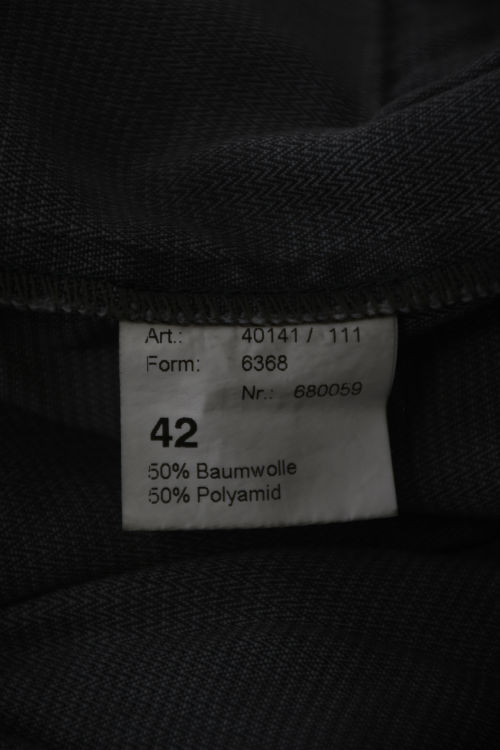 Art.: 40141 / 111
Form: 6368
Nr.: 680059
42
50% Baumwolle
50% Polyamid